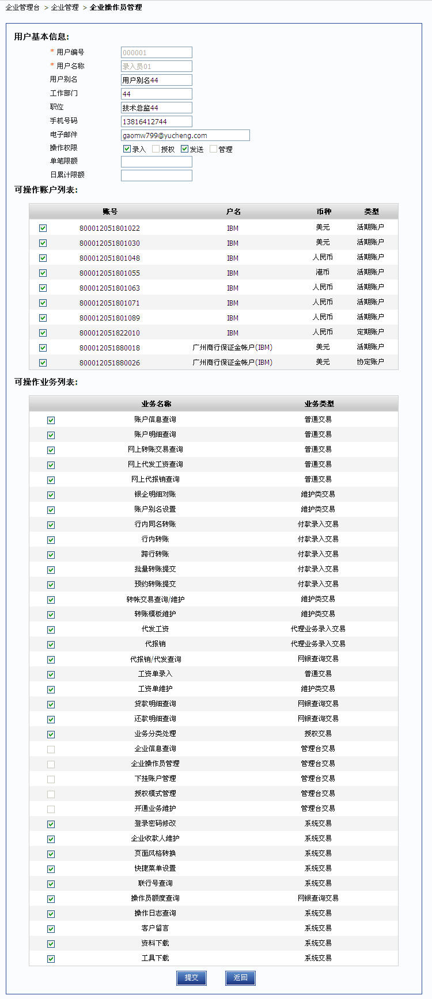 企业管理台 > 企业管理 > 企业操作员管理
用户基本信息:
* 用户编号 000001
* 用户名称 录入员01
用户别名 用户别名44
工作部门 44
职位 技术总监44
手机号码 13816412744
电子邮件 gaomw799@yucheng.com
操作权限 录入 授权 发送 管理
单笔限额
日累计限额
可操作账户列表:
账号 户名 币种 类型
800012051801022 IBM 美元 活期账户
800012051801030 IBM 美元 活期账户
800012051801048 IBM 人民币 活期账户
800012051801055 IBM 港币 活期账户
800012051801063 IBM 人民币 活期账户
800012051801071 IBM 人民币 活期账户
800012051801089 IBM 人民币 活期账户
800012051822010 IBM 人民币 定期账户
800012051880018 广州商行保证金帐户(IBM) 美元 活期账户
800012051880026 广州商行保证金帐户(IBM) 美元 协定账户
可操作业务列表:
业务名称 业务类型
账户信息查询 普通交易
账户明细查询 普通交易
网上转账交易查询 普通交易
网上代发工资查询 普通交易
网上代报销查询 普通交易
银企明细对账 维护类交易
账户别名设置 维护类交易
行内同名转账 付款录入交易
行内转账 付款录入交易
跨行转账 付款录入交易
批量转账提交 付款录入交易
预约转账提交 付款录入交易
转帐交易查询/维护 维护类交易
转账模板维护 维护类交易
代发工资 代理业务录入交易
代报销 代理业务录入交易
代报销/代发查询 网银查询交易
工资单录入 普通交易
工资单维护 维护类交易
贷款明细查询 网银查询交易
还款明细查询 网银查询交易
业务分类处理 授权交易
企业信息查询 管理台交易
企业操作员管理 管理台交易
下挂账户管理 管理台交易
授权模式管理 管理台交易
开通业务维护 管理台交易
登录密码修改 系统交易
企业收款人维护 系统交易
页面风格转换 系统交易
快捷菜单设置 系统交易
联行号查询 系统交易
操作员额度查询 网银查询交易
操作日志查询 系统交易
客户留言 系统交易
资料下载 系统交易
工具下载 系统交易
提交 返回